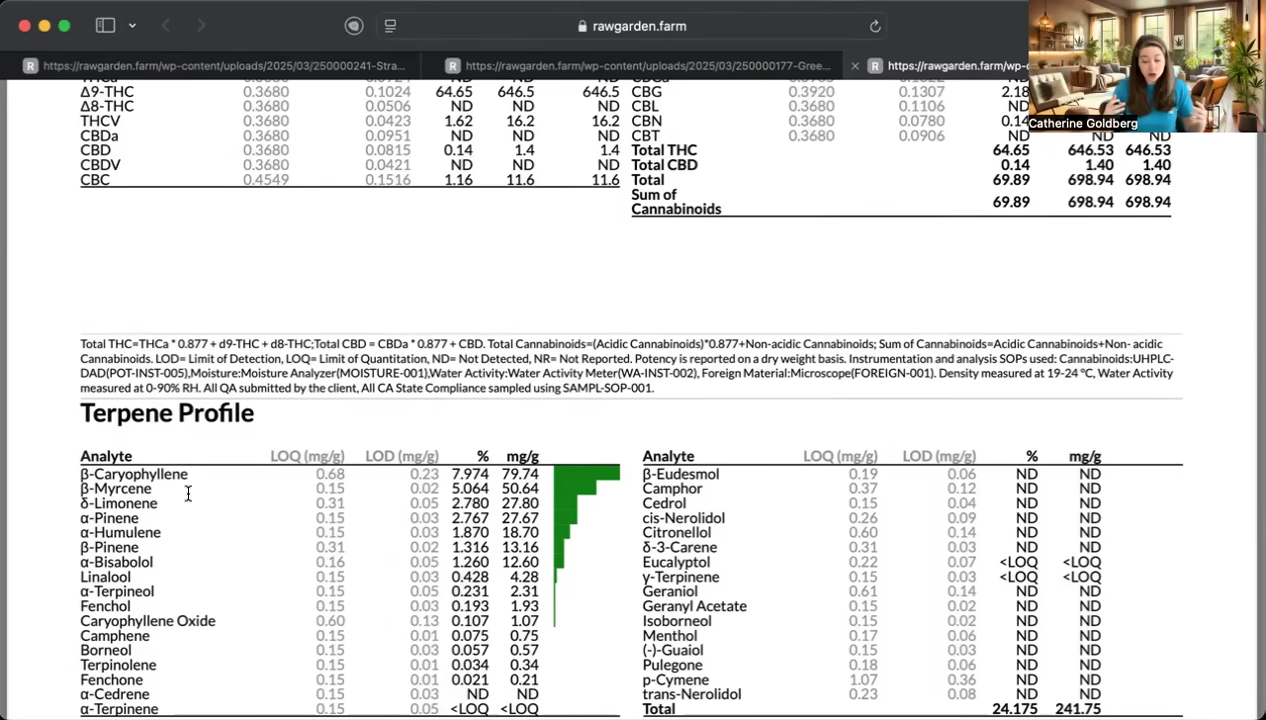 rawgarden.farm
R https://rawgarden.farm/wp-content/uploads/2025/03/250000241-Stra...
R https://rawgarden.farm/wp-content/uploads/2025/03/250000177-Gree...
R https://rawgarden.farm/wp-
Catherine Goldberg
Δ9-THC 0.3680 0.1024 64.65 646.5 646.5
Δ8-THC 0.3680 0.0506 ND ND ND
THCV 0.3680 0.0423 1.62 16.2 16.2
CBDa 0.3680 0.0951 ND ND ND
CBD 0.3680 0.0815 0.14 1.4 1.4
CBDV 0.3680 0.0421 ND ND ND
CBC 0.4549 0.1516 1.16 11.6 11.6
CBG 0.3920 0.1307 2.18
CBL 0.3680 0.1106 ND
CBN 0.3680 0.0780 0.14
CBT 0.3680 0.0906 ND ND ND
Total THC 64.65 646.53 646.53
Total CBD 0.14 1.40 1.40
Total 69.89 698.94 698.94
Sum of
Cannabinoids 69.89 698.94 698.94
Total THC=THCa * 0.877 + d9-THC + d8-THC;Total CBD = CBDa * 0.877 + CBD. Total Cannabinoids=(Acidic Cannabinoids)*0.877+Non-acidic Cannabinoids; Sum of Cannabinoids=Acidic Cannabinoids+Non- acidic
Cannabinoids. LOD= Limit of Detection, LOQ= Limit of Quantitation, ND= Not Detected, NR= Not Reported. Potency is reported on a dry weight basis. Instrumentation and analysis SOPs used: Cannabinoids:UHPLC-
DAD(POT-INST-005),Moisture:Moisture Analyzer(MOISTURE-001),Water Activity:Water Activity Meter(WA-INST-002), Foreign Material:Microscope(FOREIGN-001). Density measured at 19-24 °C, Water Activity
measured at 0-90% RH. All QA submitted by the client, All CA State Compliance sampled using SAMPL-SOP-001.
Terpene Profile
Analyte LOQ (mg/g) LOD (mg/g) % mg/g
β-Caryophyllene 0.68 0.23 7.974 79.74
β-Myrcene 0.15 0.02 5.064 50.64
δ-Limonene 0.31 0.05 2.780 27.80
α-Pinene 0.15 0.03 2.767 27.67
α-Humulene 0.15 0.03 1.870 18.70
β-Pinene 0.31 0.02 1.316 13.16
α-Bisabolol 0.16 0.05 1.260 12.60
Linalool 0.15 0.03 0.428 4.28
α-Terpineol 0.15 0.03 0.231 2.31
Fenchol 0.15 0.03 0.193 1.93
Caryophyllene Oxide 0.60 0.13 0.107 1.07
Camphene 0.15 0.01 0.075 0.75
Borneol 0.15 0.03 0.057 0.57
Terpinolene 0.15 0.01 0.034 0.34
Fenchone 0.15 0.01 0.021 0.21
α-Cedrene 0.15 0.03 ND ND
α-Terpinene 0.15 0.05 <LOQ <LOQ
Analyte LOQ (mg/g) LOD (mg/g) % mg/g
β-Eudesmol 0.19 0.06 ND ND
Camphor 0.37 0.12 ND ND
Cedrol 0.15 0.04 ND ND
cis-Nerolidol 0.26 0.09 ND ND
Citronellol 0.60 0.14 ND ND
δ-3-Carene 0.31 0.03 ND ND
Eucalyptol 0.22 0.07 <LOQ <LOQ
γ-Terpinene 0.15 0.03 <LOQ <LOQ
Geraniol 0.61 0.14 ND ND
Geranyl Acetate 0.15 0.02 ND ND
Isoborneol 0.15 0.02 ND ND
Menthol 0.17 0.06 ND ND
(-)-Guaiol 0.15 0.03 ND ND
Pulegone 0.18 0.06 ND ND
p-Cymene 1.07 0.36 ND ND
trans-Nerolidol 0.23 0.08 ND ND
Total 24.175 241.75